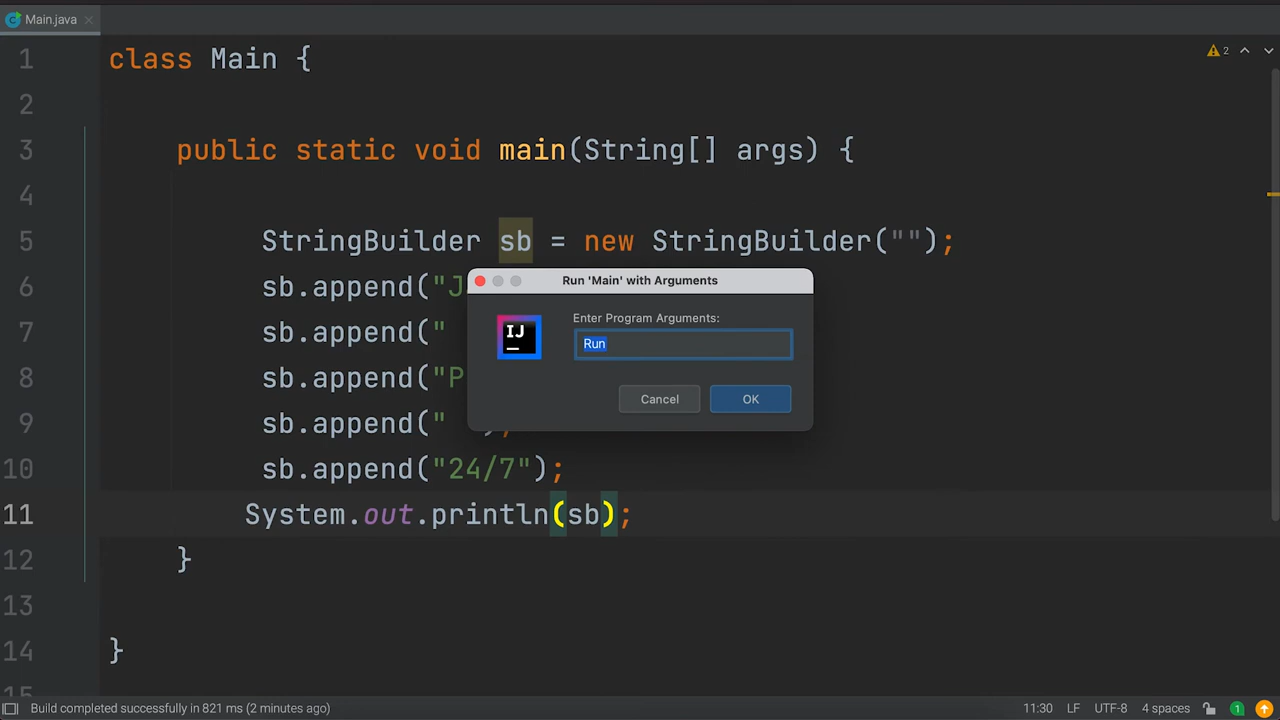 Main.java
1 class Main {
2
3 public static void main(String[] args) {
4
5 StringBuilder sb = new StringBuilder("");
6 sb.append("J
7 sb.append("
8 sb.append("P
9 sb.append(" ");
10 sb.append("24/7");
11 System.out.println(sb);
12 }
13
14 }
15
2
Run 'Main' with Arguments
IJ
Enter Program Arguments:
Run
Cancel
OK
Build completed successfully in 821 ms (2 minutes ago)
11:30 LF UTF-8 4 spaces 1